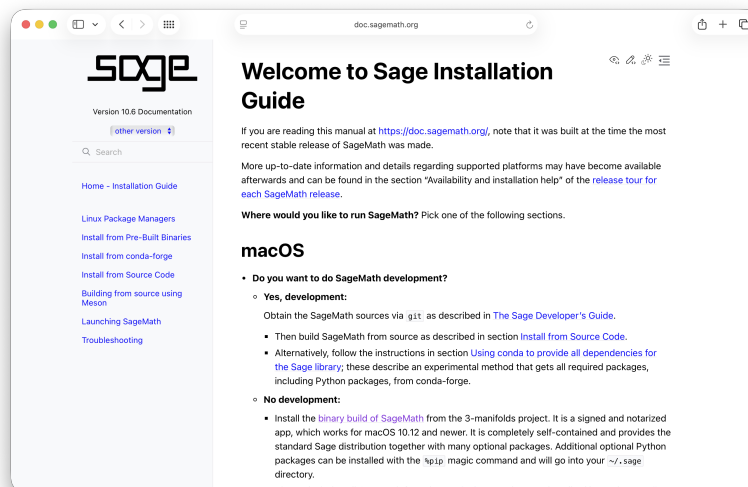 doc.sagemath.org
sage
Version 10.6 Documentation
other version
Search
Home - Installation Guide
Linux Package Managers
Install from Pre-Built Binaries
Install from conda-forge
Install from Source Code
Building from source using
Meson
Launching SageMath
Troubleshooting
Welcome to Sage Installation
Guide
If you are reading this manual at https://doc.sagemath.org/, note that it was built at the time the most
recent stable release of SageMath was made.
More up-to-date information and details regarding supported platforms may have become available
afterwards and can be found in the section “Availability and installation help” of the release tour for
each SageMath release.
Where would you like to run SageMath? Pick one of the following sections.
macOS
• Do you want to do SageMath development?
◦ Yes, development:
Obtain the SageMath sources via git as described in The Sage Developer’s Guide.
▪ Then build SageMath from source as described in section Install from Source Code.
▪ Alternatively, follow the instructions in section Using conda to provide all dependencies for
the Sage library; these describe an experimental method that gets all required packages,
including Python packages, from conda-forge.
◦ No development:
▪ Install the binary build of SageMath from the 3-manifolds project. It is a signed and notarized
app, which works for macOS 10.12 and newer. It is completely self-contained and provides the
standard Sage distribution together with many optional packages. Additional optional Python
packages can be installed with the %pip magic command and will go into your ~/.sage
directory.